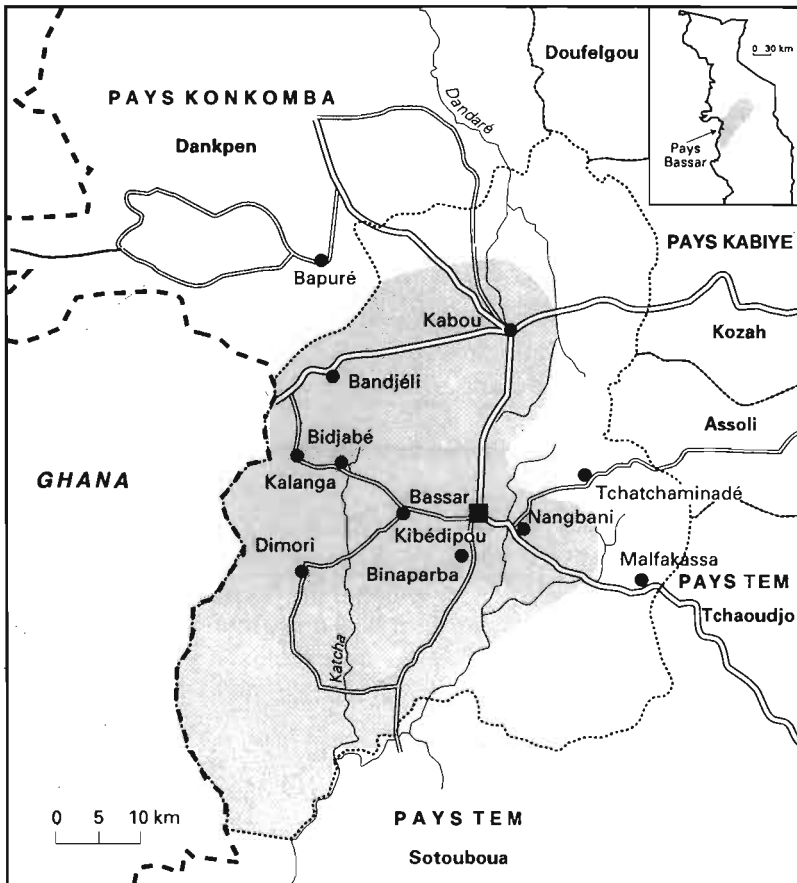 Doufelgou
0 30 km
Pays
Bassar
PAYS KONKOMBA
Dankpen
Dandaré
PAYS KABIYE
Bapuré
Kabou
Kozah
Bandjéli
Assoli
Bidjabé
GHANA
Kalanga
Bassar
Tchatchaminadé
Nangbani
Kibédipou
Dimori
Binaparba
Malfakassa
PAYS TEM
Tchaoudjo
Katcha
0 5 10 km
PAYS TEM
Sotouboua